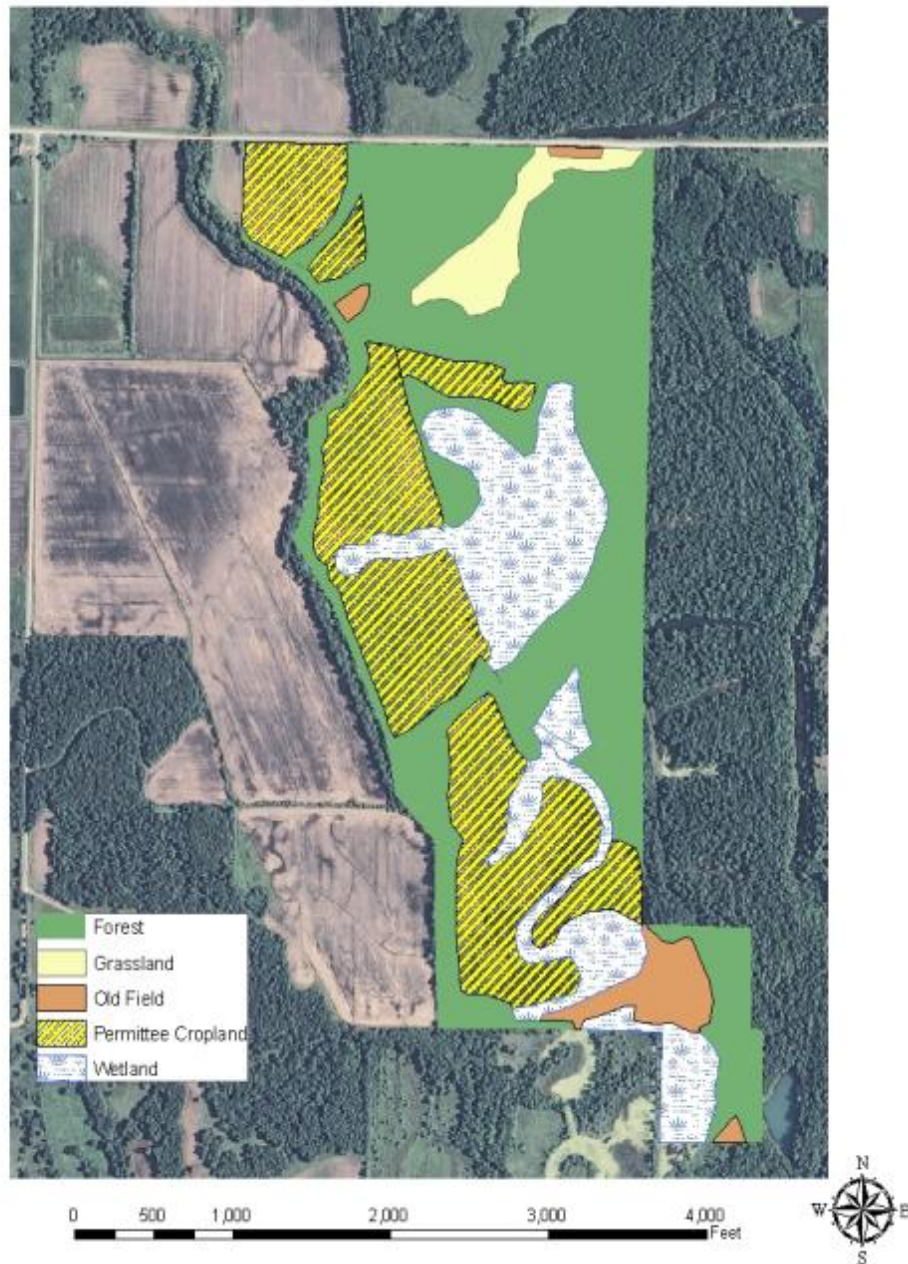 Forest
Grassland
Old Field
Permittee Cropland
Wetland
0 500 1,000 2,000 3,000 4,000
Feet
N
W E
S